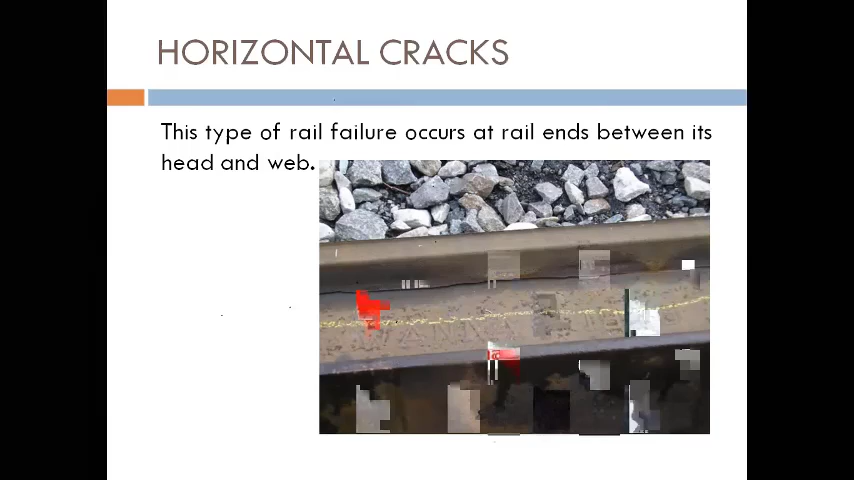 HORIZONTAL CRACKS
This type of rail failure occurs at rail ends between its
head and web.